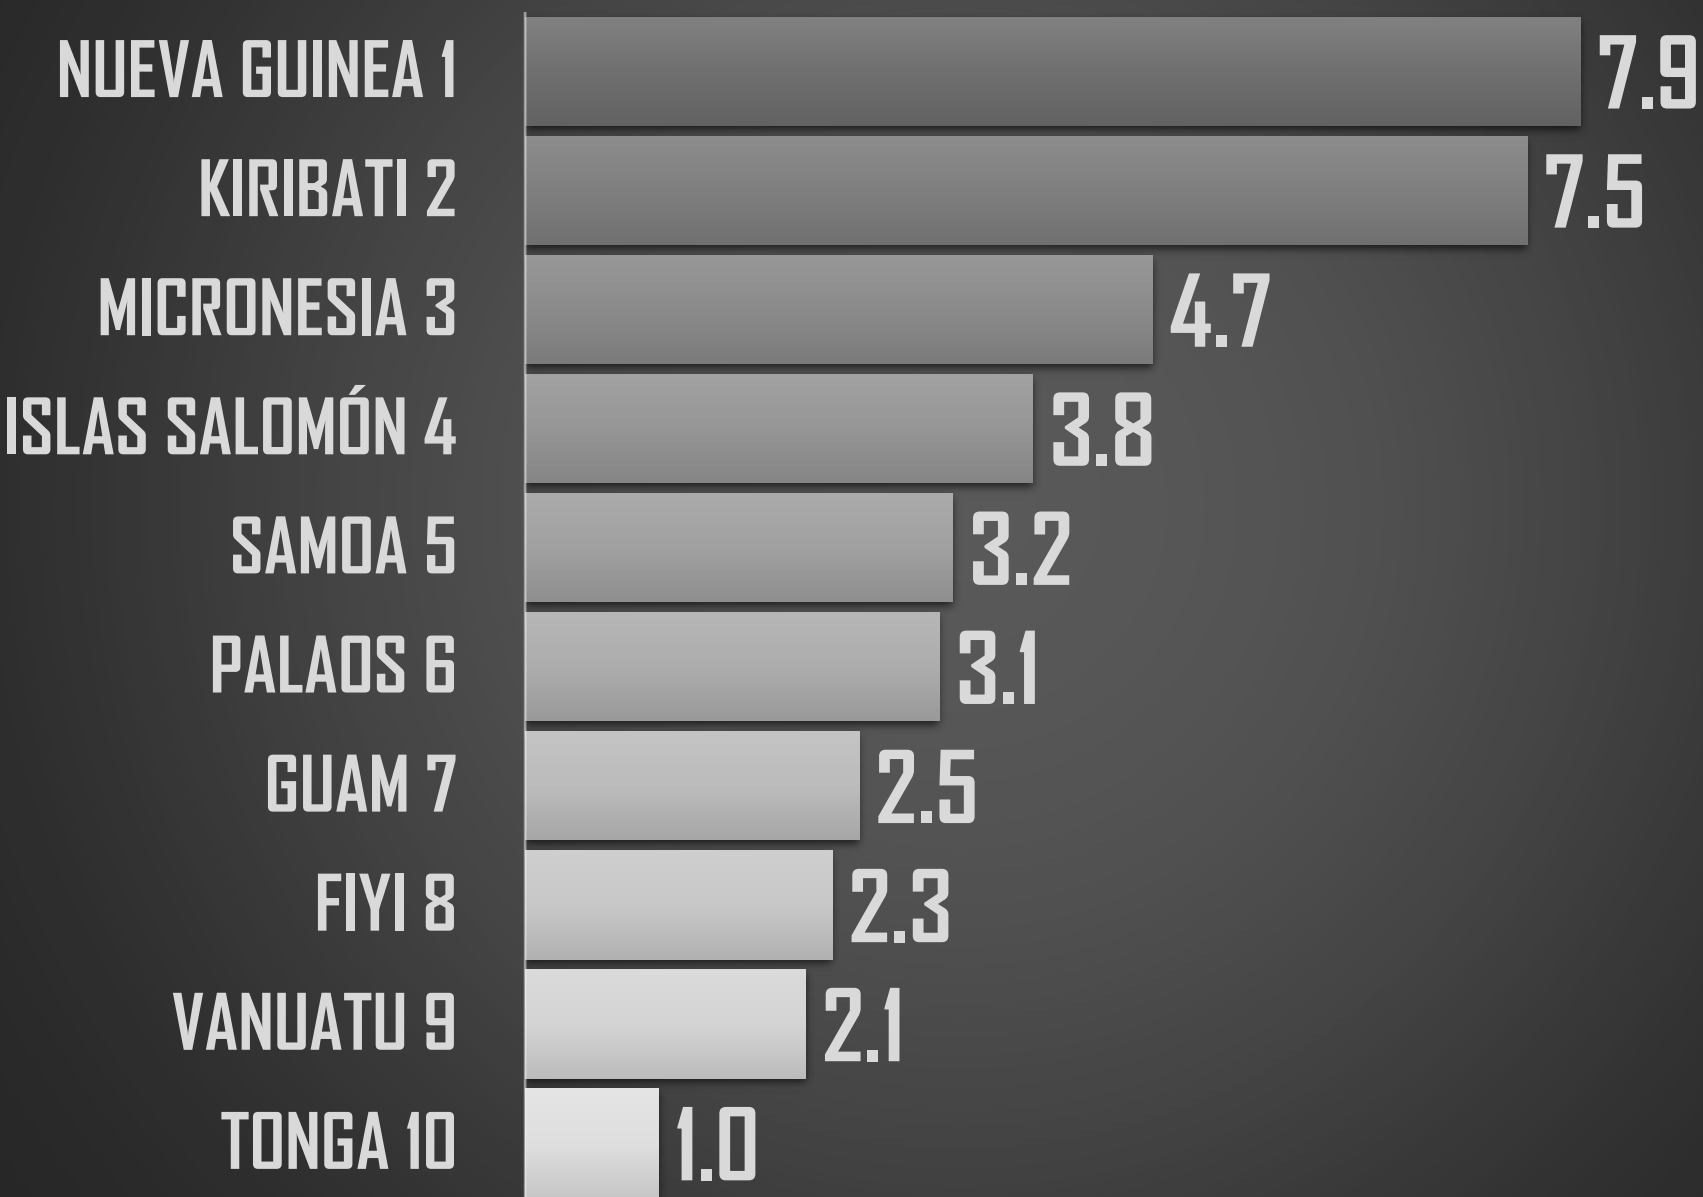 NUEVA GUINEA 1 7.9
KIRIBATI 2 7.5
MICRONESIA 3 4.7
ISLAS SALOMÓN 4 3.8
SAMOA 5 3.2
PALAOS 6 3.1
GUAM 7 2.5
FIYI 8 2.3
VANUATU 9 2.1
TONGA 10 1.0